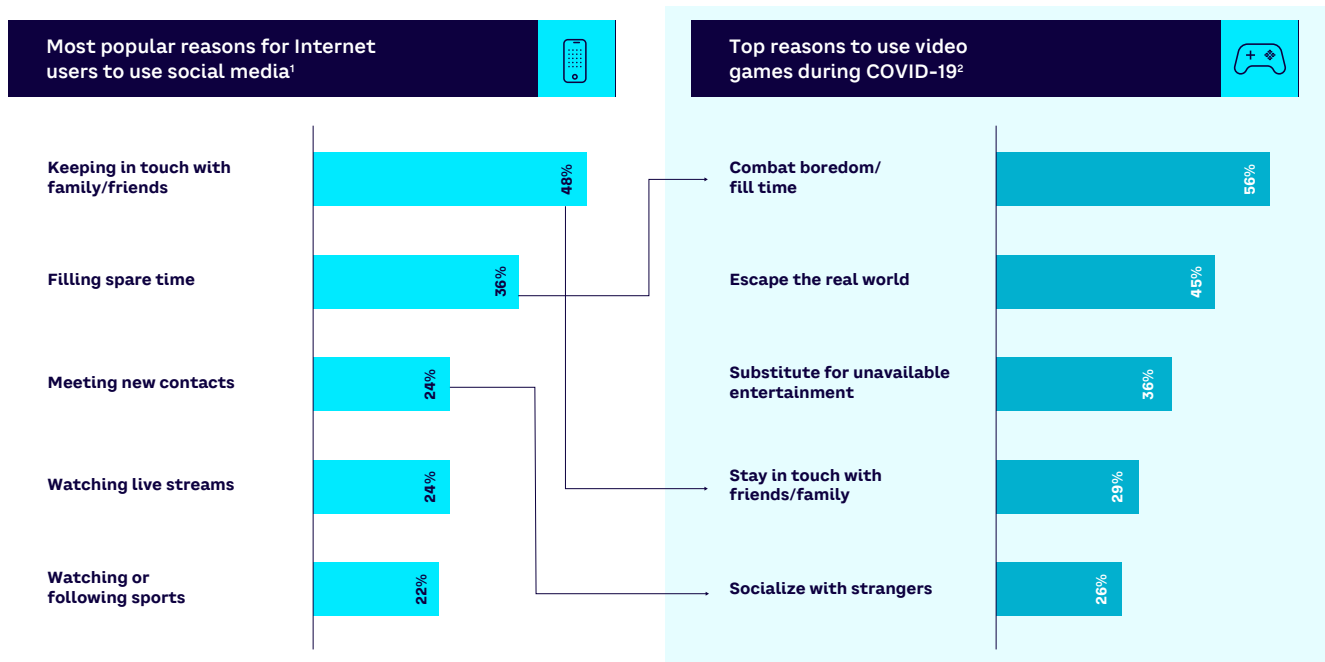 Most popular reasons for Internet
users to use social media¹
Keeping in touch with
family/friends
48%
Filling spare time
36%
Meeting new contacts
24%
Watching live streams
24%
Watching or
following sports
22%
Top reasons to use video
games during COVID-19²
Combat boredom/
fill time
56%
Escape the real world
45%
Substitute for unavailable
entertainment
36%
Stay in touch with
friends/family
29%
Socialize with strangers
26%